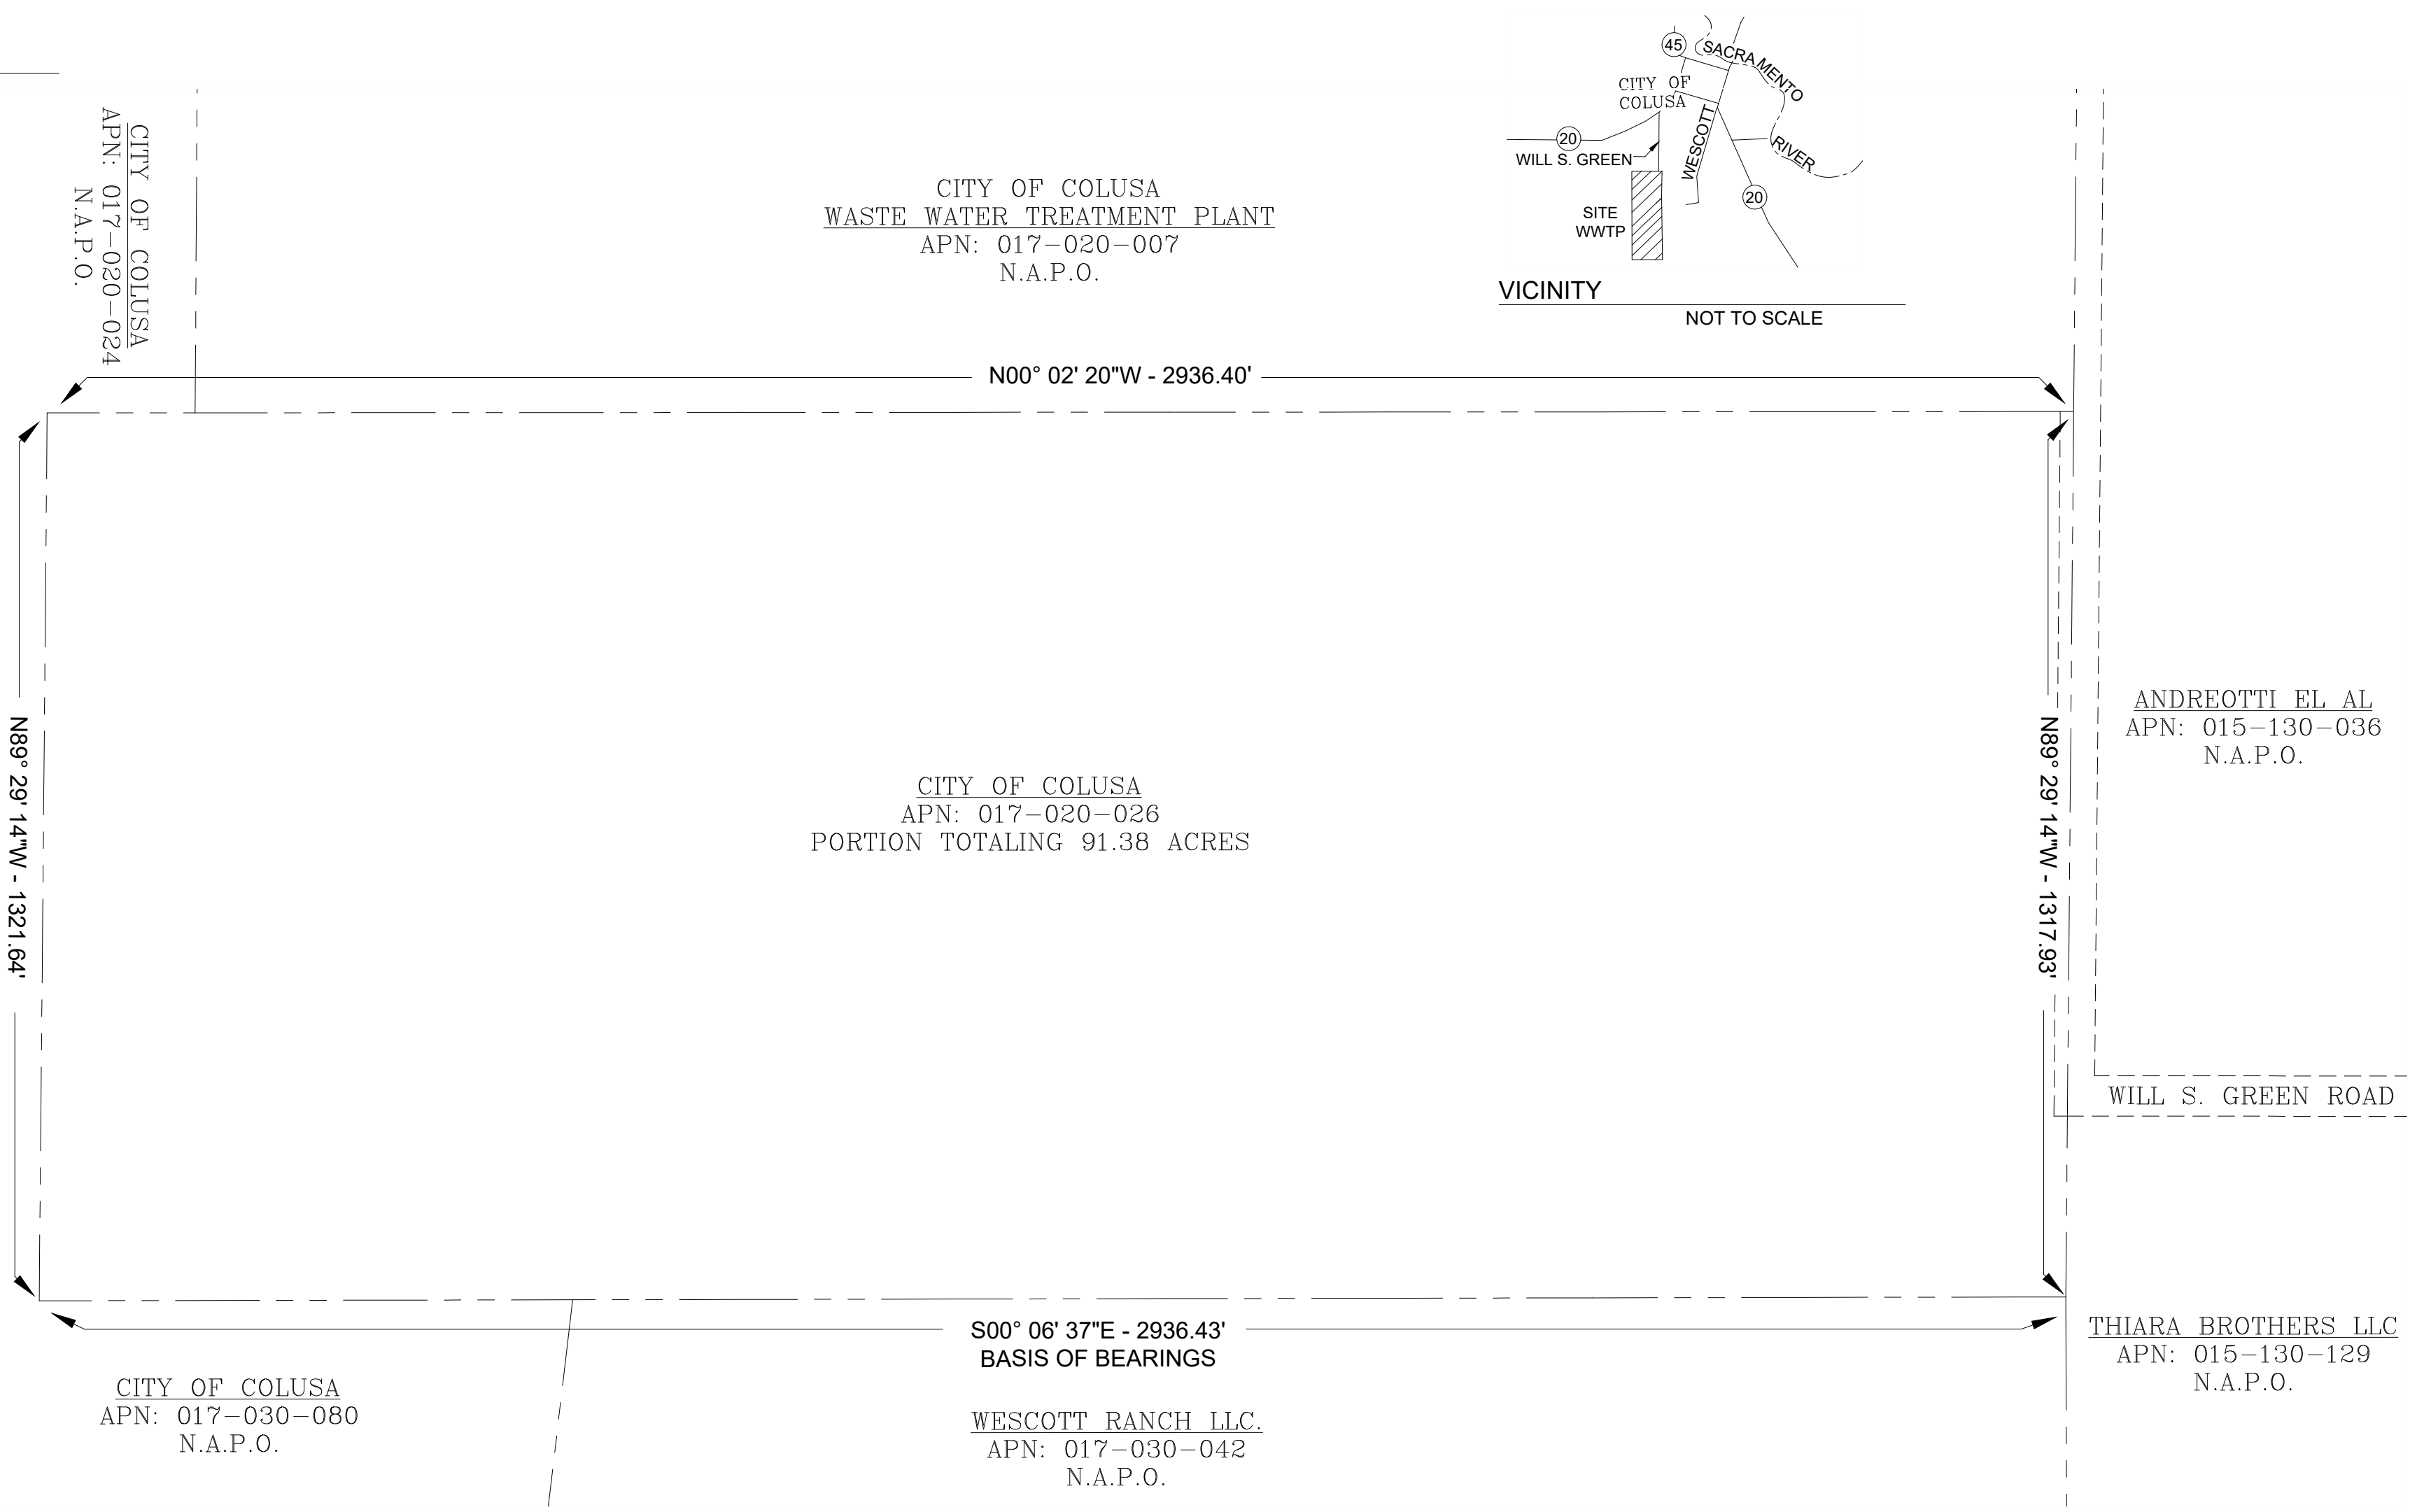 45
SACRAMENTO
CITY OF
COLUSA
20
WESCOTT
RIVER
WILL S. GREEN
20
SITE
WWTP
VICINITY
NOT TO SCALE
CITY OF COLUSA
APN: 017-020-024
N.A.P.O.
CITY OF COLUSA
WASTE WATER TREATMENT PLANT
APN: 017-020-007
N.A.P.O.
N00° 02' 20"W - 2936.40'
N89° 29' 14"W - 1321.64'
CITY OF COLUSA
APN: 017-020-026
PORTION TOTALING 91.38 ACRES
N89° 29' 14"W - 1317.93'
ANDREOTTI EL AL
APN: 015-130-036
N.A.P.O.
WILL S. GREEN ROAD
S00° 06' 37"E - 2936.43'
BASIS OF BEARINGS
THIARA BROTHERS LLC
APN: 015-130-129
N.A.P.O.
CITY OF COLUSA
APN: 017-030-080
N.A.P.O.
WESCOTT RANCH LLC.
APN: 017-030-042
N.A.P.O.